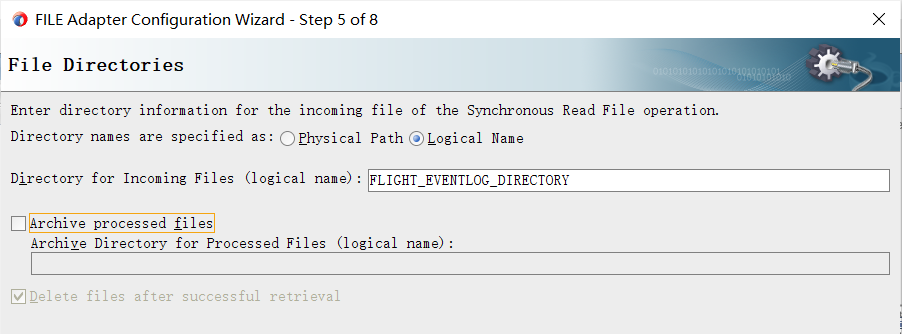 FILE Adapter Configuration Wizard - Step 5 of 8
File Directories
Enter directory information for the incoming file of the Synchronous Read File operation.
Directory names are specified as: Physical Path Logical Name
Directory for Incoming Files (logical name): FLIGHT_EVENTLOG_DIRECTORY
Archive processed files
Archive Directory for Processed Files (logical name):
Delete files after successful retrieval